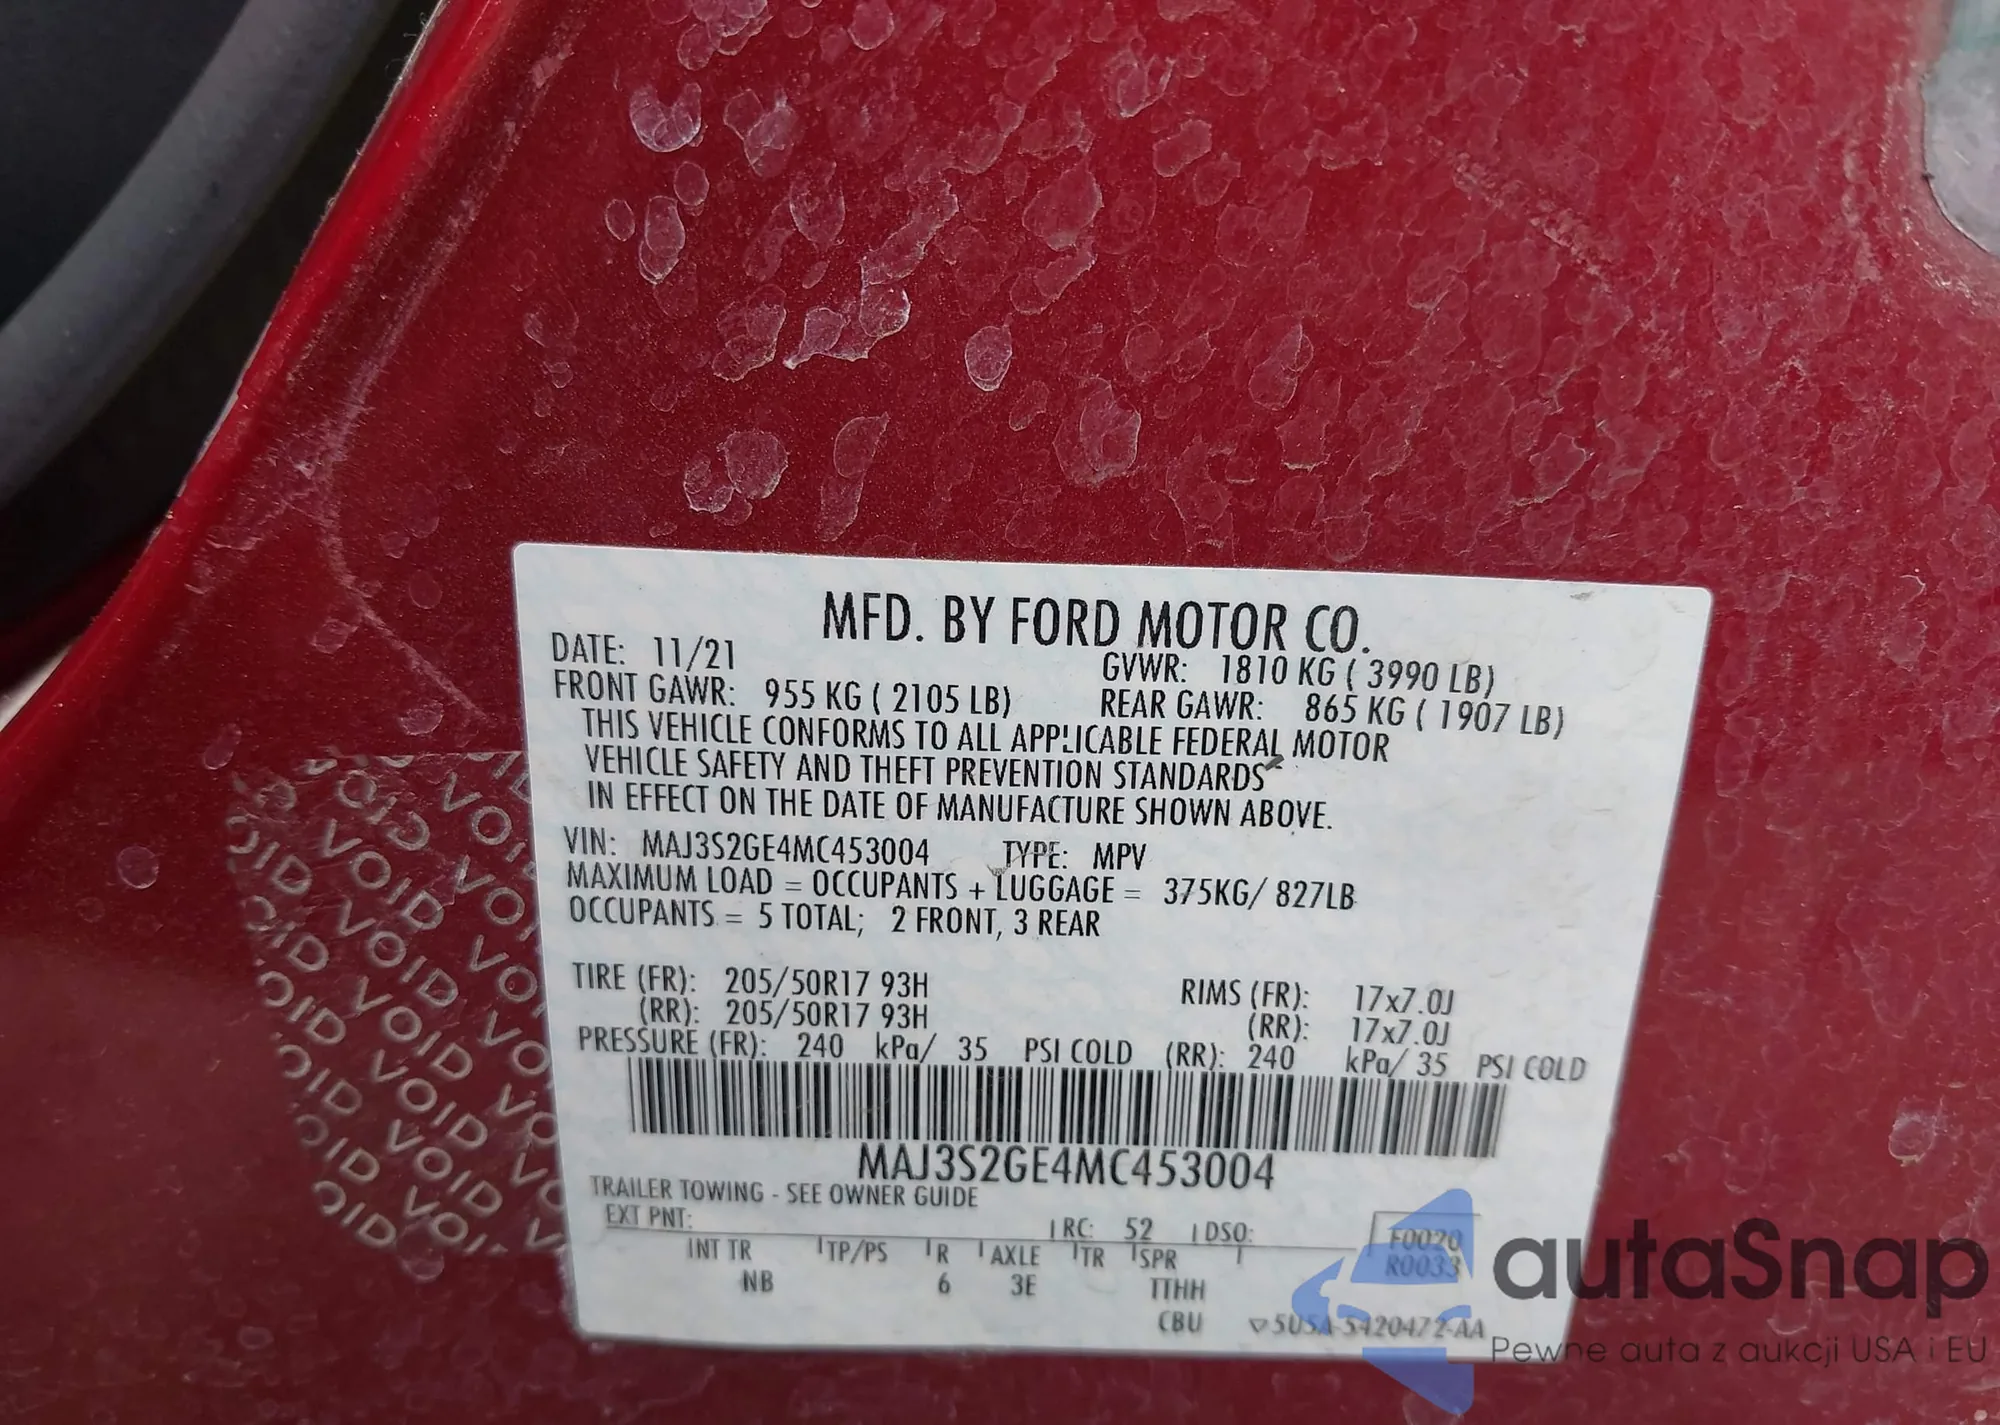 MFD. BY FORD MOTOR CO.
DATE: 11/21
GVWR: 1810 KG ( 3990 LB)
FRONT GAWR: 955 KG ( 2105 LB) REAR GAWR: 865 KG ( 1907 LB)
THIS VEHICLE CONFORMS TO ALL APPLICABLE FEDERAL MOTOR
VEHICLE SAFETY AND THEFT PREVENTION STANDARDS
IN EFFECT ON THE DATE OF MANUFACTURE SHOWN ABOVE.
VIN: MAJ3S2GE4MC453004 TYPE: MPV
MAXIMUM LOAD = OCCUPANTS + LUGGAGE = 375KG/ 827LB
OCCUPANTS = 5 TOTAL; 2 FRONT, 3 REAR
TIRE (FR): 205/50R17 93H RIMS (FR): 17x7.0J
(RR): 205/50R17 93H (RR): 17x7.0J
PRESSURE (FR): 240 kPa/ 35 PSI COLD (RR): 240 kPa/ 35 PSI COLD
MAJ3S2GE4MC453004
TRAILER TOWING - SEE OWNER GUIDE
EXT PNT: RC: 52 DSO: F0020
INT TR TP/PS R AXLE TR SPR R0033
NB 6 3E TTHH
CBU ▽5U5A-S420472-AA
VOID VOID VOID
autaSnap
Pewne auta z aukcji USA i EU